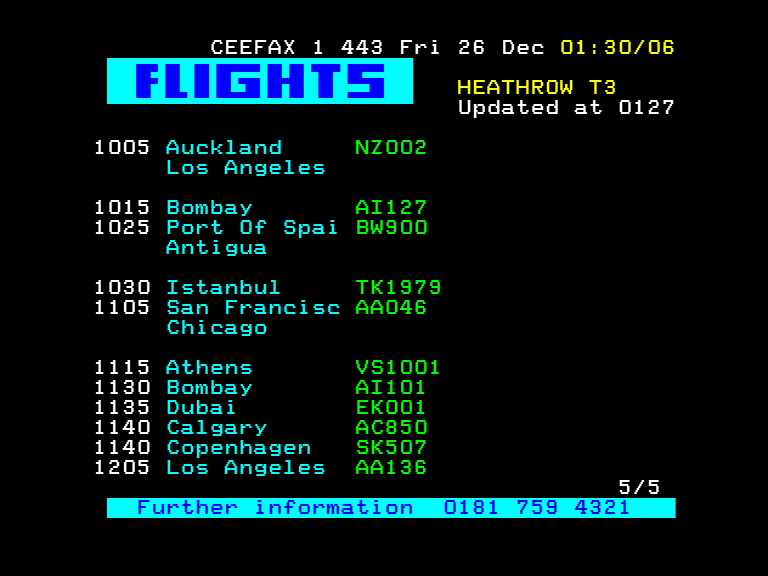 CEEFAX 1 443 Fri 26 Dec 01:30/06
FLIGHTS
HEATHROW T3
Updated at 0127
1005 Auckland NZ002
Los Angeles
1015 Bombay AI127
1025 Port Of Spai BW900
Antigua
1030 Istanbul TK1979
1105 San Francisc AA046
Chicago
1115 Athens VS1001
1130 Bombay AI101
1135 Dubai EK001
1140 Calgary AC850
1140 Copenhagen SK507
1205 Los Angeles AA136
5/5
Further information 0181 759 4321